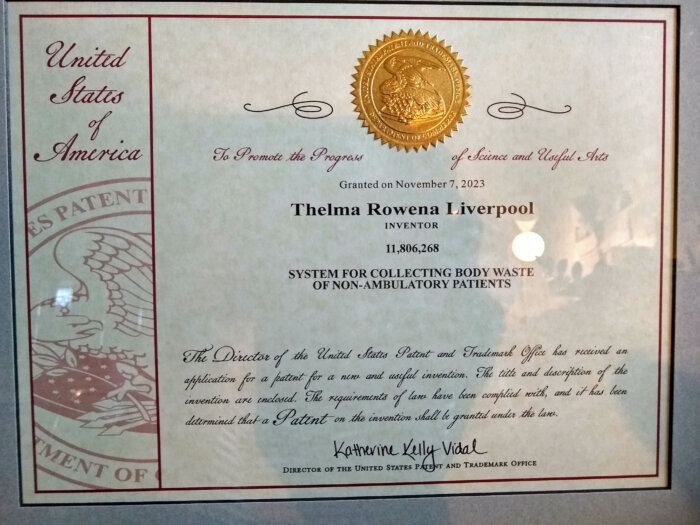 United
States
of
America
To Promote the Progress of Science and Useful Arts
Granted on November 7, 2023
Thelma Rowena Liverpool
INVENTOR
11,806,268
SYSTEM FOR COLLECTING BODY WASTE
OF NON-AMBULATORY PATIENTS
The Director of the United States Patent and Trademark Office has received an
application for a patent for a new and useful invention. The title and description of the
invention are enclosed. The requirements of law have been complied with, and it has been
determined that a Patent on the invention shall be granted under the law.
Katherine Kelly Vidal
DIRECTOR OF THE UNITED STATES PATENT AND TRADEMARK OFFICE
ES PATENT
TMENT OF